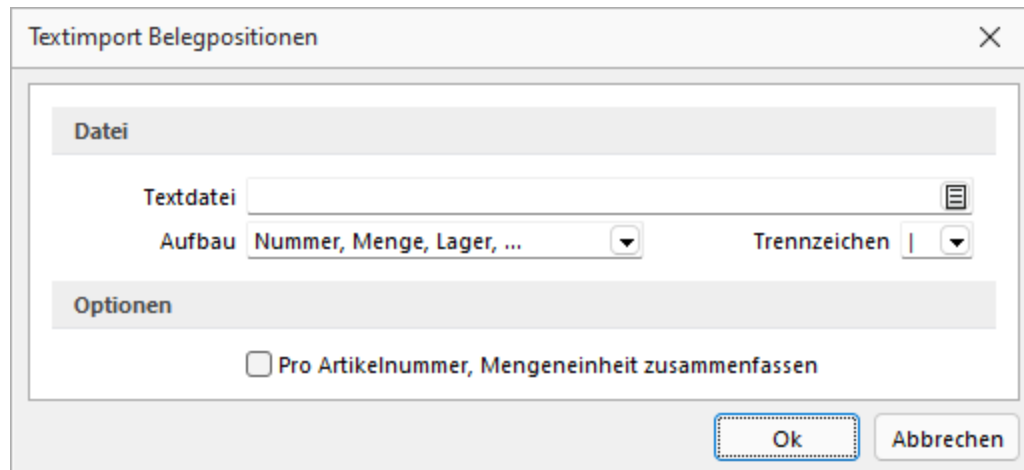 Textimport Belegpositionen
Datei
Textdatei
Aufbau Nummer, Menge, Lager, ... Trennzeichen |
Optionen
Pro Artikelnummer, Mengeneinheit zusammenfassen
Ok Abbrechen